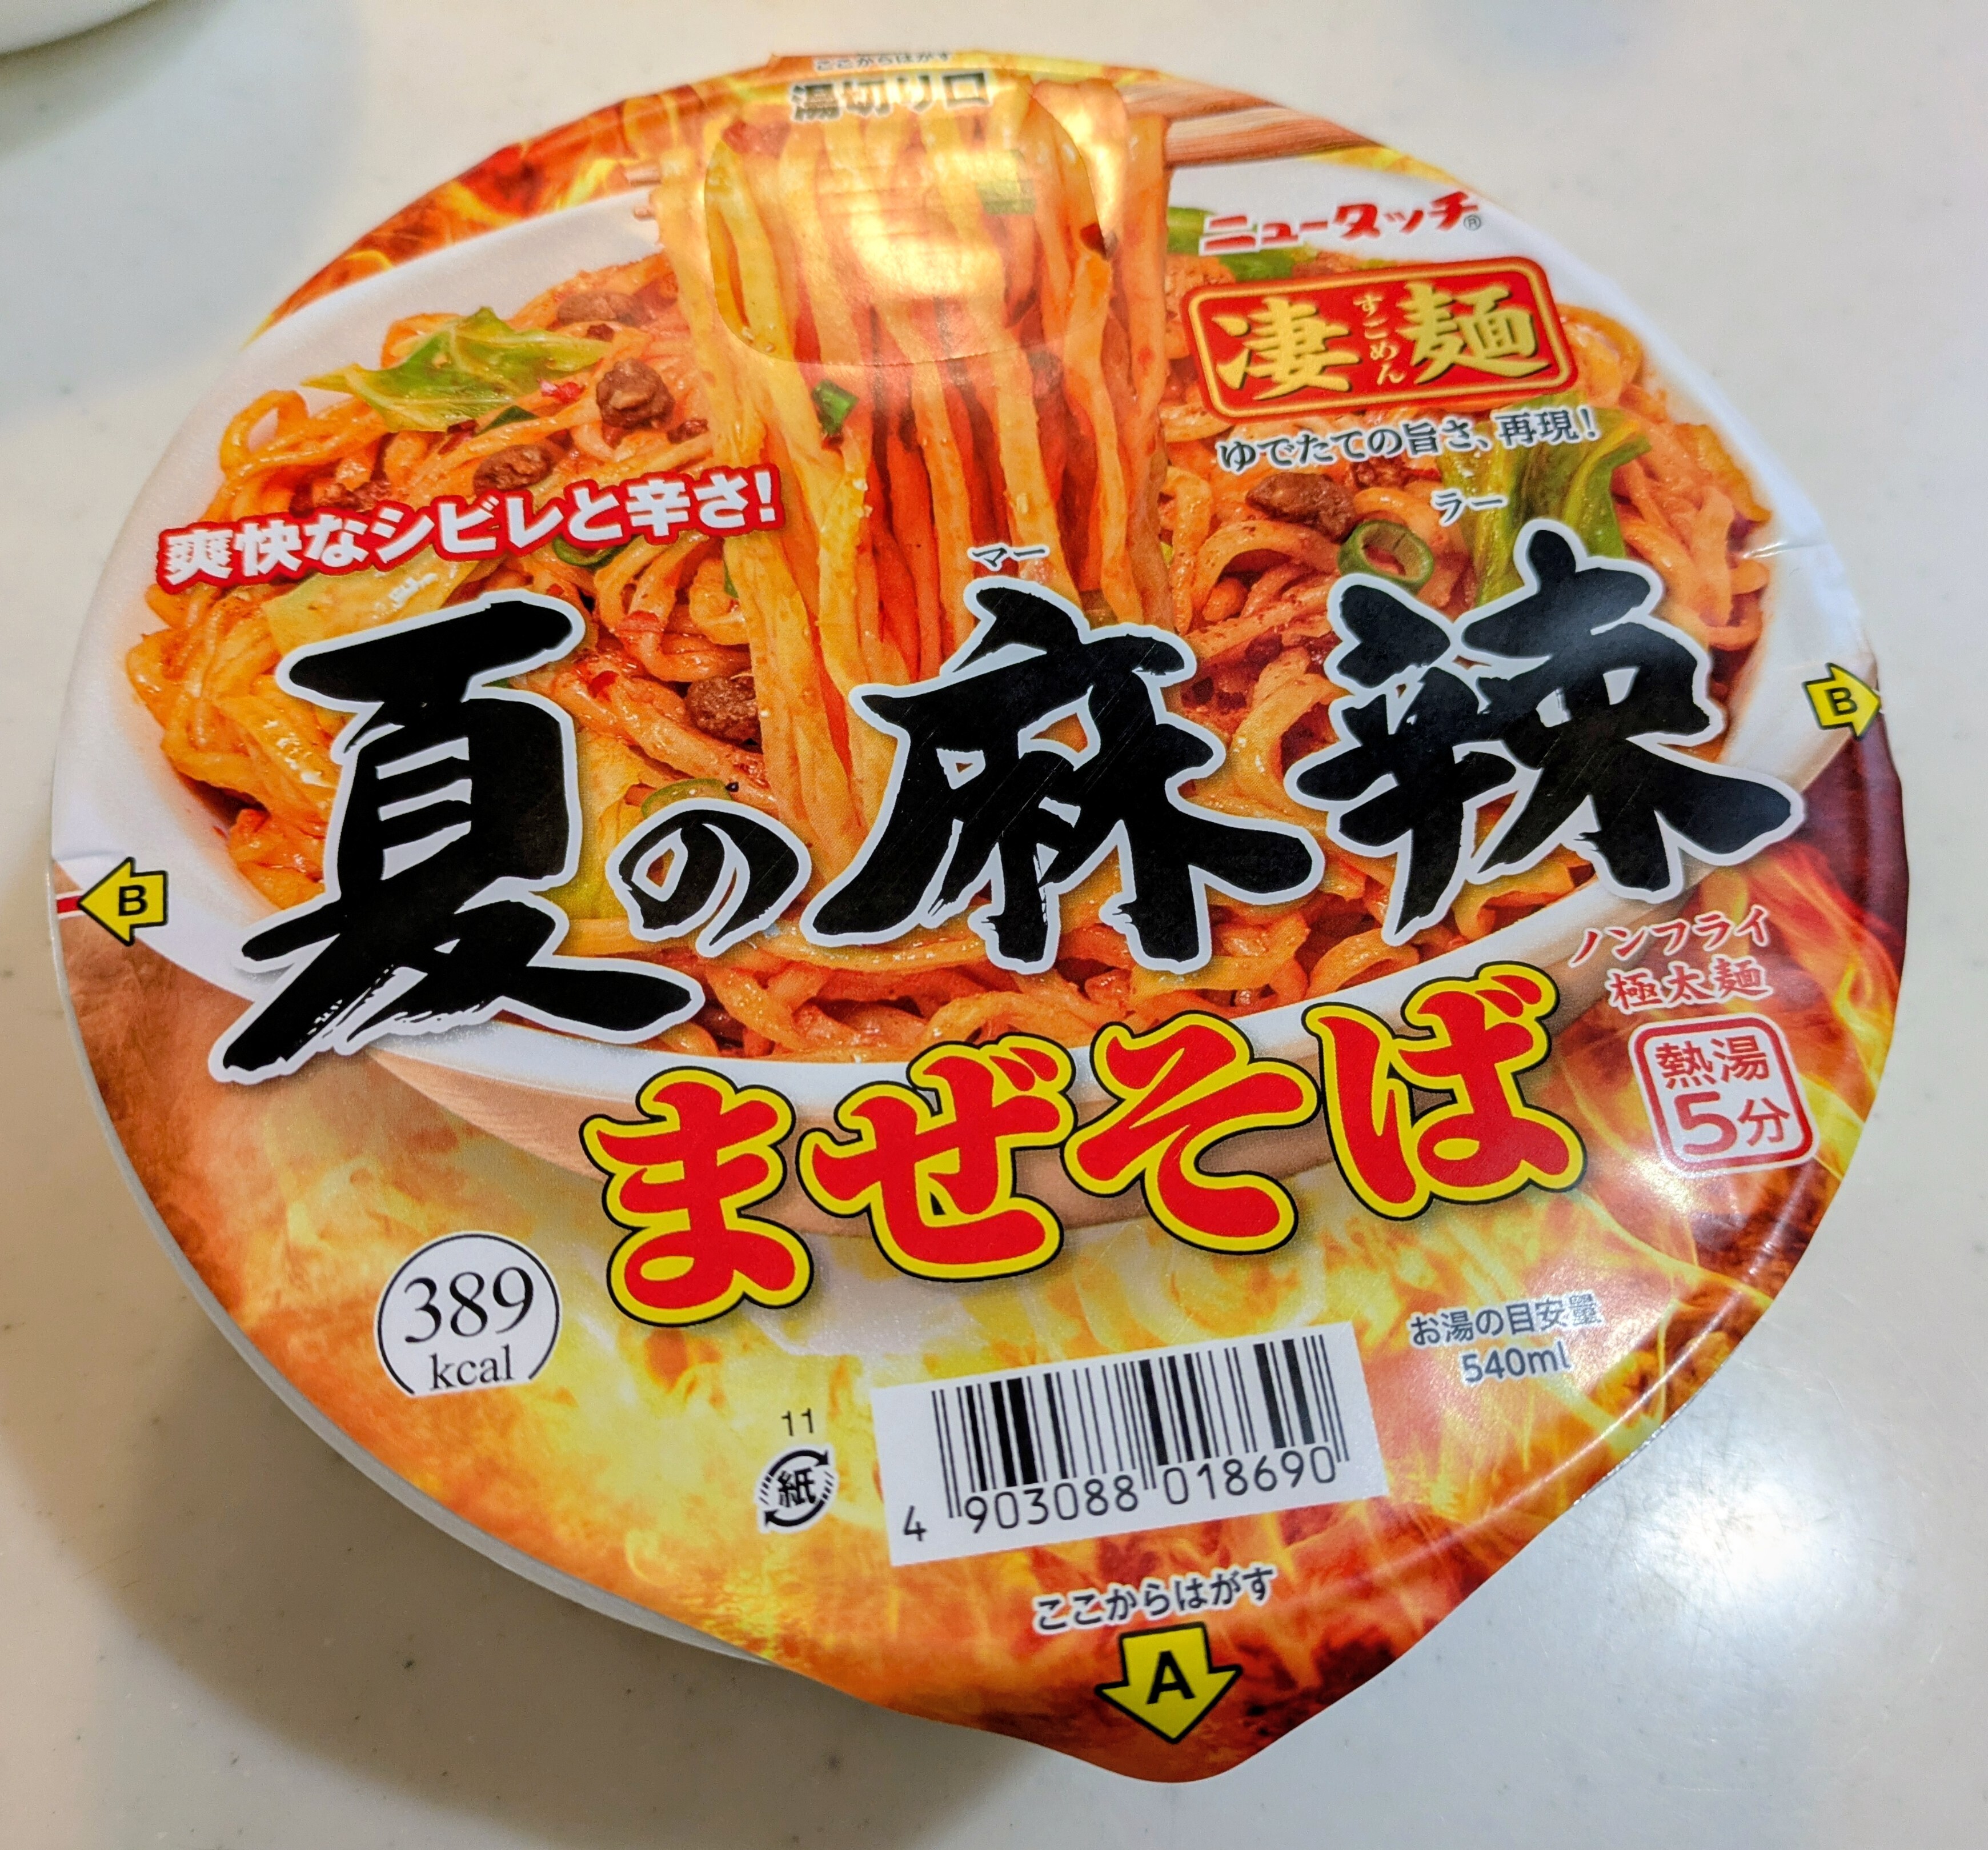 ここからはがす
湯切り口
ニュータッチ®
凄麺
すごめん
ゆでたての旨さ、再現!
爽快なシビレと辛さ!
マー
ラー
夏の麻辣
まぜそば
B
B
ノンフライ
極太麺
熱湯
5分
389
kcal
お湯の目安量
540ml
11
紙
4 903088 018690
ここからはがす
A